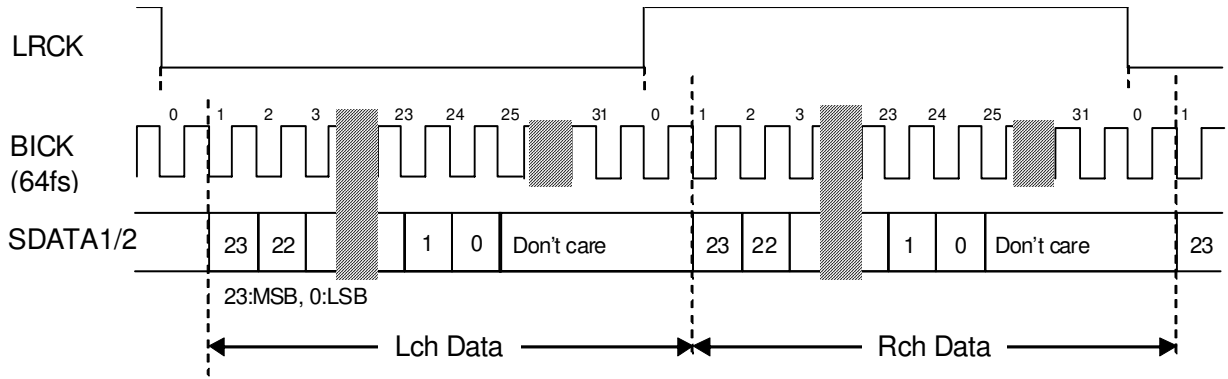 LRCK
0 1 2 3 23 24 25 31 0 1 2 3 23 24 25 31 0 1
BICK
(64fs)
SDATA1/2 23 22 1 0 Don't care 23 22 1 0 Don't care 23
23:MSB, 0:LSB
Lch Data Rch Data